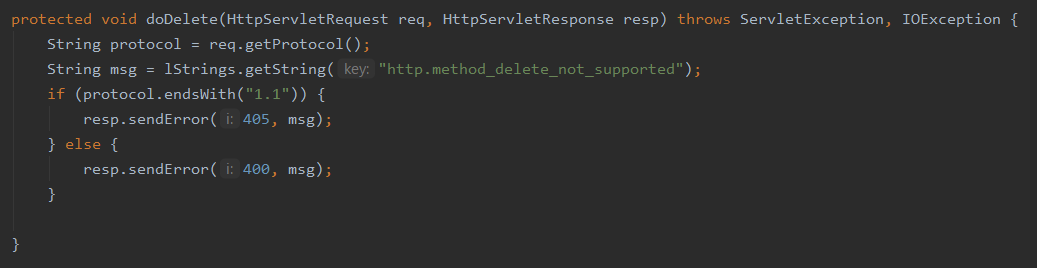 protected void doDelete(HttpServletRequest req, HttpServletResponse resp) throws ServletException, IOException {
    String protocol = req.getProtocol();
    String msg = lStrings.getString( key: "http.method_delete_not_supported");
    if (protocol.endsWith("1.1")) {
        resp.sendError( i: 405, msg);
    } else {
        resp.sendError( i: 400, msg);
    }
}